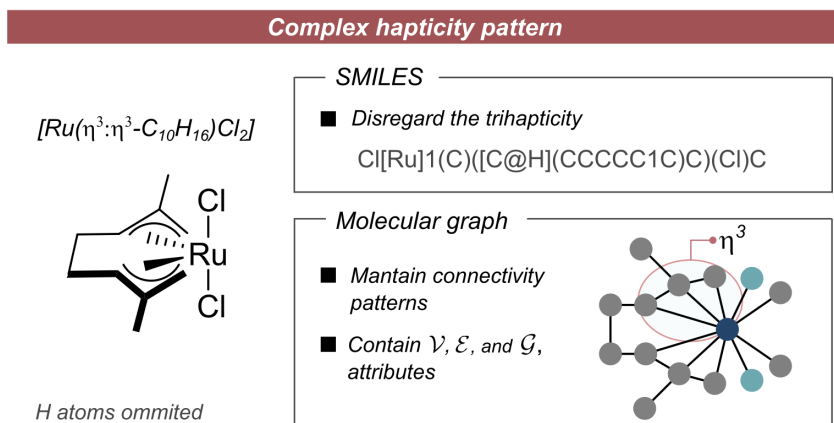 Complex hapticity pattern
[Ru(η³:η³-C₁₀H₁₆)Cl₂]
Cl
Ru
Cl
H atoms ommited
SMILES
Disregard the trihapticity
Cl[Ru]1(C)([C@H](CCCCC1C)C)(Cl)C
Molecular graph
Mantain connectivity
patterns
Contain 𝒱, ℰ, and 𝒢,
attributes
η³